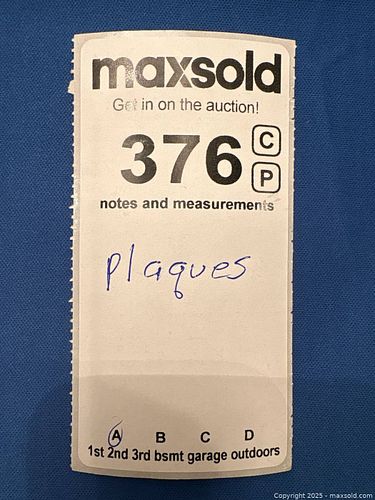 maxsold
Get in on the auction!
376 C
P
notes and measurements
plaques
A B C D
1st 2nd 3rd bsmt garage outdoors
Copyright 2025 - maxsold.com